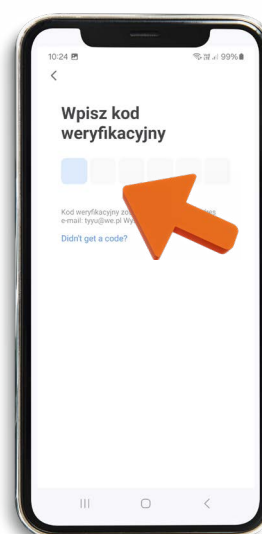 10:24 99%
Wpisz kod
weryfikacyjny
Kod weryfikacyjny
e-mail: tyyu@we.pl
Didn't get a code?